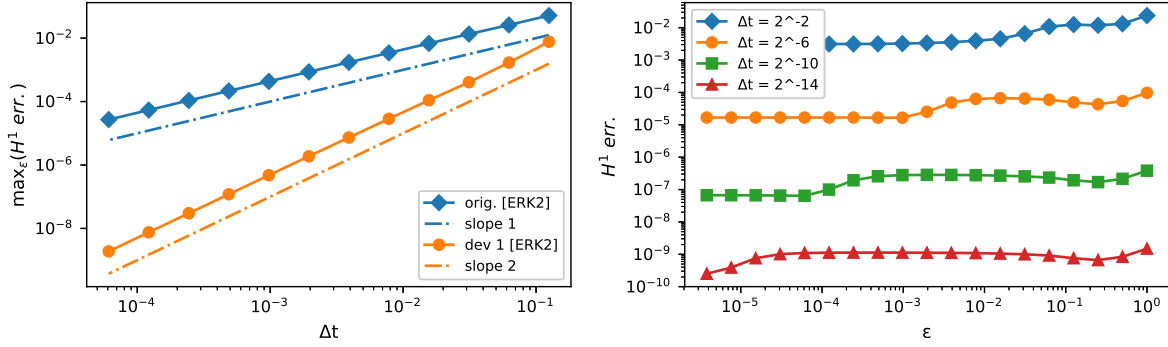 10^-2
10^-4
10^-6
10^-8
max_ε(H^1 err.)
10^-4
10^-3
10^-2
10^-1
Δt
orig. [ERK2]
slope 1
dev 1 [ERK2]
slope 2
10^-2
10^-3
10^-4
10^-5
10^-6
10^-7
10^-8
10^-9
10^-10
H^1 err.
10^-5
10^-4
10^-3
10^-2
10^-1
10^0
ε
Δt = 2^-2
Δt = 2^-6
Δt = 2^-10
Δt = 2^-14